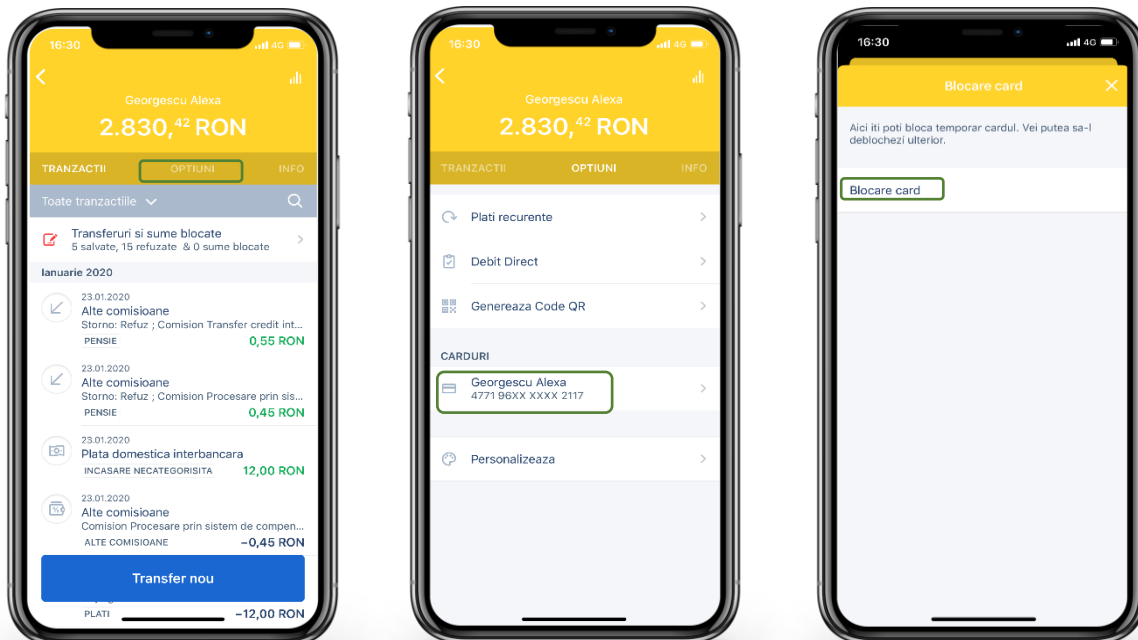 16:30
4G
Georgescu Alexa
2.830,42 RON
TRANZACTII OPTIUNI INFO
Toate tranzactiile
Transferuri si sume blocate
5 salvate, 15 refuzate & 0 sume blocate
Ianuarie 2020
23.01.2020
Alte comisioane
Storno: Refuz ; Comision Transfer credit int...
PENSIE 0,55 RON
23.01.2020
Alte comisioane
Storno: Refuz ; Comision Procesare prin sis...
PENSIE 0,45 RON
23.01.2020
Plata domestica interbancara
INCASARE NECATEGORISITA 12,00 RON
23.01.2020
Alte comisioane
Comision Procesare prin sistem de compen...
ALTE COMISIOANE −0,45 RON
Transfer nou
PLATI −12,00 RON
16:30
4G
Georgescu Alexa
2.830,42 RON
TRANZACTII OPTIUNI INFO
Plati recurente
Debit Direct
Genereaza Code QR
CARDURI
Georgescu Alexa
4771 96XX XXXX 2117
Personalizeaza
16:30
4G
Blocare card
Aici iti poti bloca temporar cardul. Vei putea sa-l
deblochezi ulterior.
Blocare card